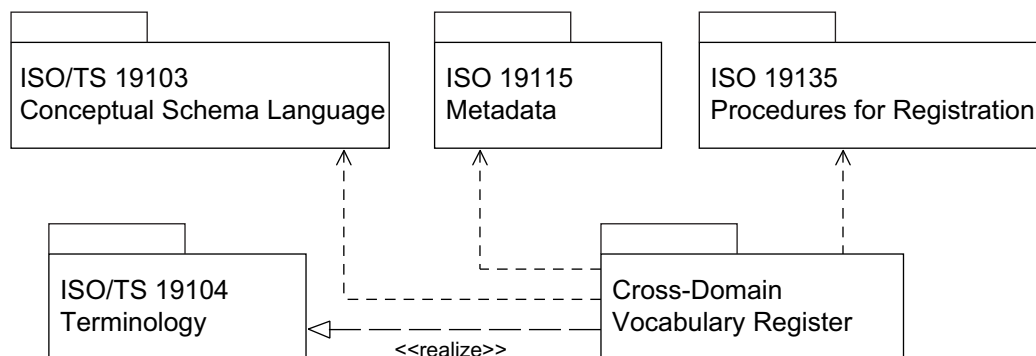 ISO/TS 19103
Conceptual Schema Language
ISO 19115
Metadata
ISO 19135
Procedures for Registration
ISO/TS 19104
Terminology
Cross-Domain
Vocabulary Register
<<realize>>